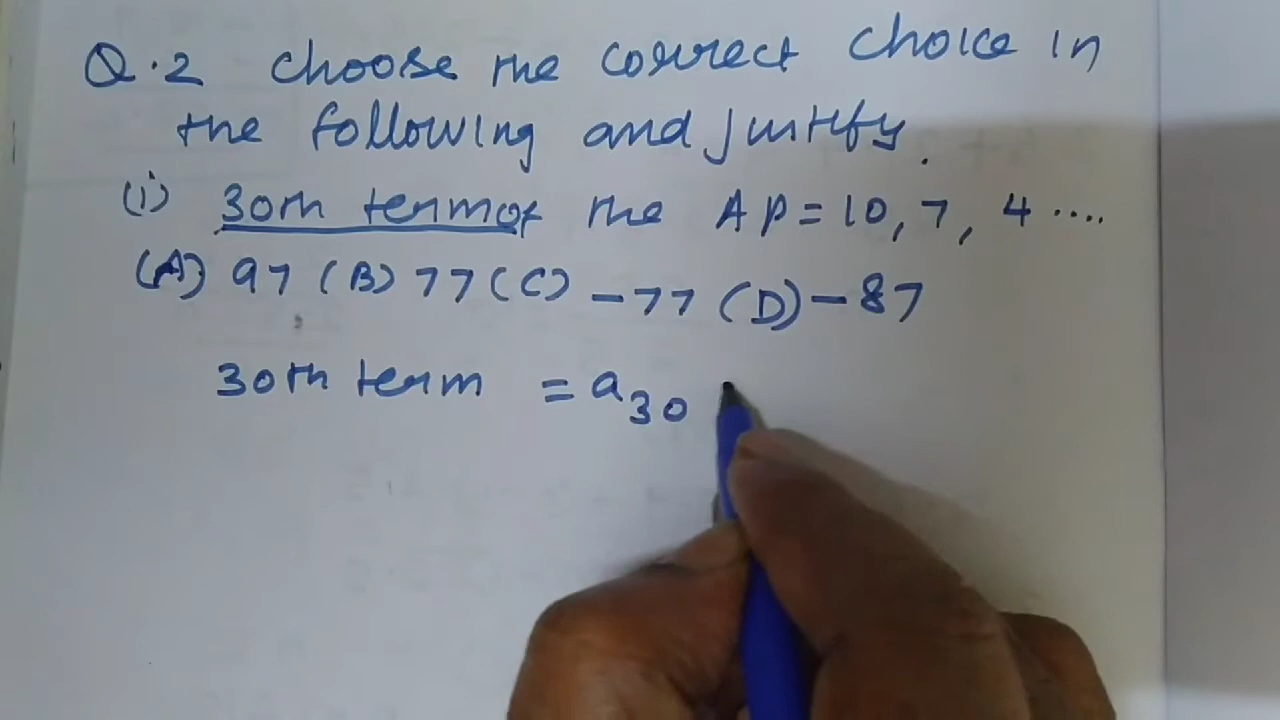 Q.2 Choose the correct choice in
the following and justify.
(i) 30th term of the AP = 10, 7, 4 ....
(A) 97 (B) 77 (C) -77 (D) -87
30th term = a30